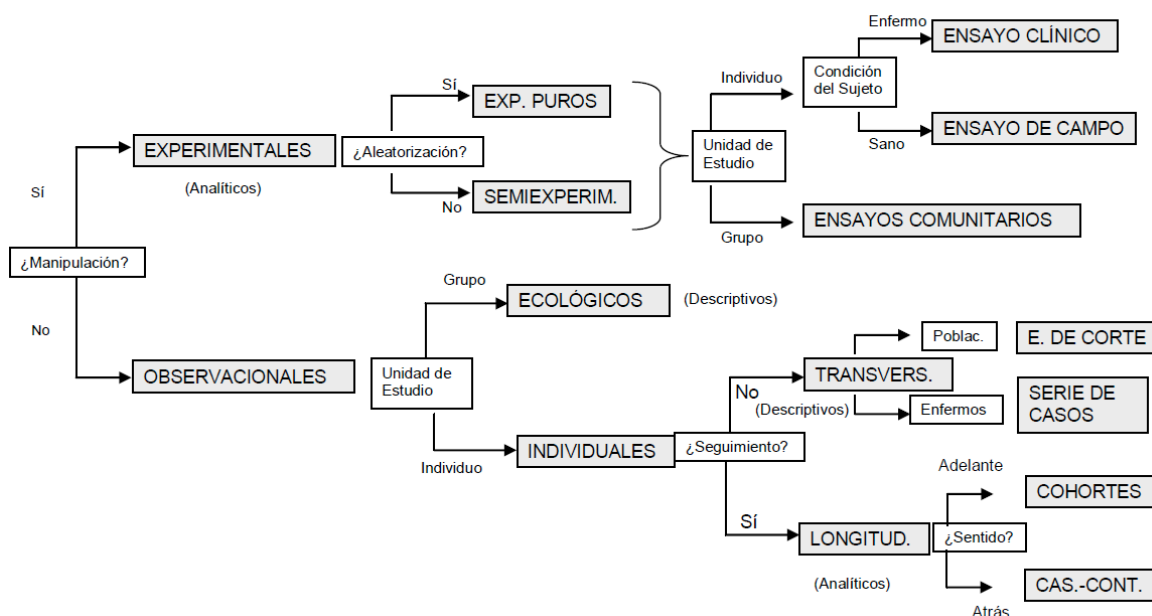 Enfermo
ENSAYO CLÍNICO
Individuo
Condición
del Sujeto
Sí
EXP. PUROS
ENSAYO DE CAMPO
Sano
EXPERIMENTALES
¿Aleatorización?
Unidad de
Estudio
(Analíticos)
Sí
No
SEMIEXPERIM.
ENSAYOS COMUNITARIOS
Grupo
¿Manipulación?
Grupo
ECOLÓGICOS
(Descriptivos)
No
Poblac.
E. DE CORTE
OBSERVACIONALES
Unidad de
Estudio
TRANSVERS.
No
(Descriptivos)
Enfermos
SERIE DE
CASOS
INDIVIDUALES
¿Seguimiento?
Individuo
Adelante
COHORTES
Sí
LONGITUD.
¿Sentido?
(Analíticos)
CAS.-CONT.
Atrás